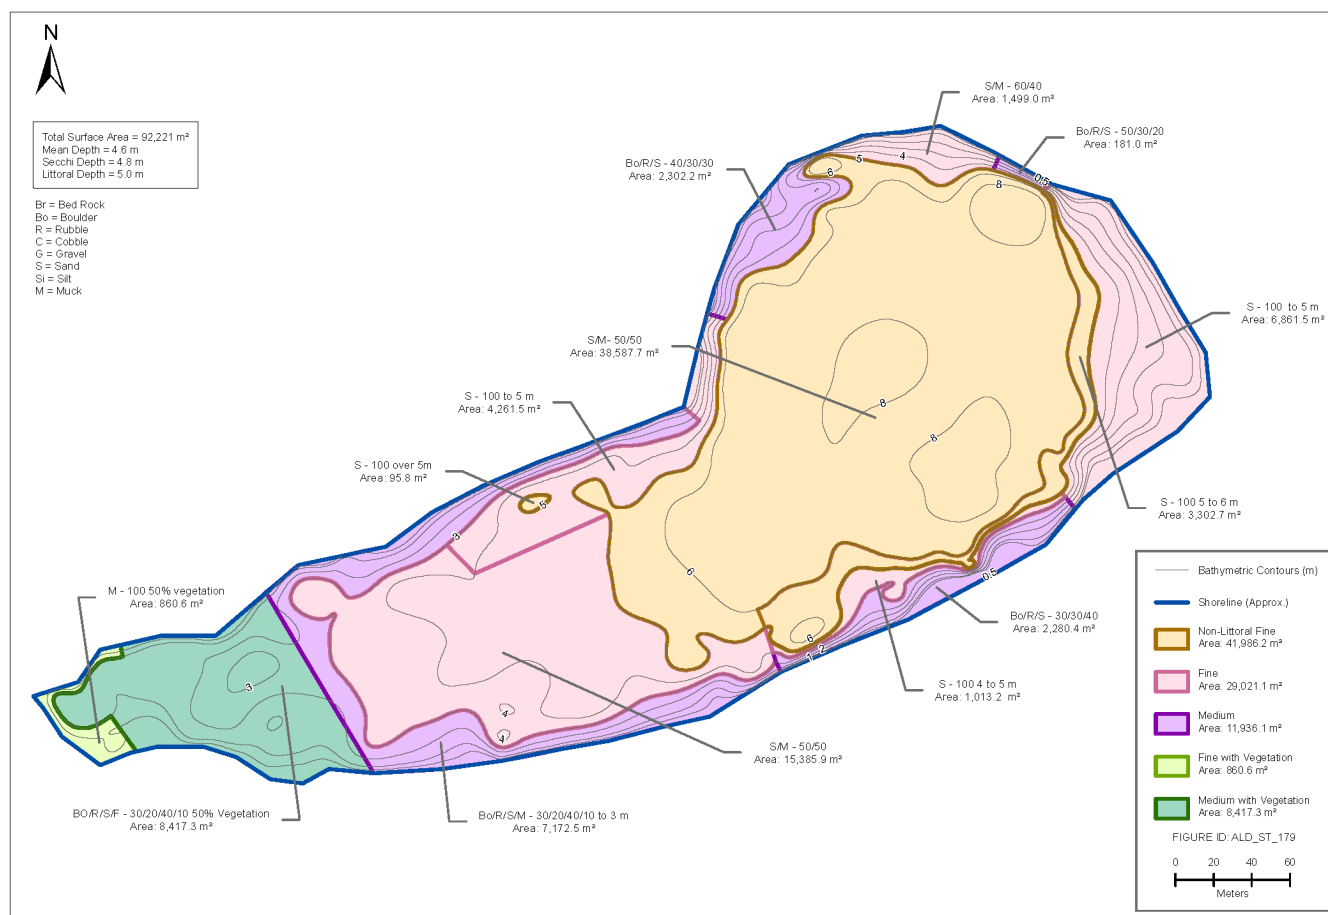 N
Total Surface Area = 92,221 m²
Mean Depth = 4.6 m
Secchi Depth = 4.8 m
Littoral Depth = 5.0 m
Br = Bed Rock
Bo = Boulder
R = Rubble
C = Cobble
G = Gravel
S = Sand
Si = Silt
M = Muck
S/M - 60/40
Area: 1,499.0 m²
Bo/R/S - 50/30/20
Area: 181.0 m²
Bo/R/S - 40/30/30
Area: 2,302.2 m²
5
4
6
0.5
8
S - 100 to 5 m
Area: 6,861.5 m²
S/M- 50/50
Area: 38,587.7 m²
8
8
S - 100 to 5 m
Area: 4,261.5 m²
S - 100 over 5m
Area: 95.8 m²
5
3
S - 100 5 to 6 m
Area: 3,302.7 m²
6
0.5
M - 100 50% vegetation
Area: 860.6 m²
Bo/R/S - 30/30/40
Area: 2,280.4 m²
6
2
1
S - 100 4 to 5 m
Area: 1,013.2 m²
3
4
4
S/M - 50/50
Area: 15,385.9 m²
BO/R/S/F - 30/20/40/10 50% Vegetation
Area: 8,417.3 m²
Bo/R/S/M - 30/20/40/10 to 3 m
Area: 7,172.5 m²
Bathymetric Contours (m)
Shoreline (Approx.)
Non-Littoral Fine
Area: 41,986.2 m²
Fine
Area: 29,021.1 m²
Medium
Area: 11,936.1 m²
Fine with Vegetation
Area: 860.6 m²
Medium with Vegetation
Area: 8,417.3 m²
FIGURE ID: ALD_ST_179
0 20 40 60
Meters